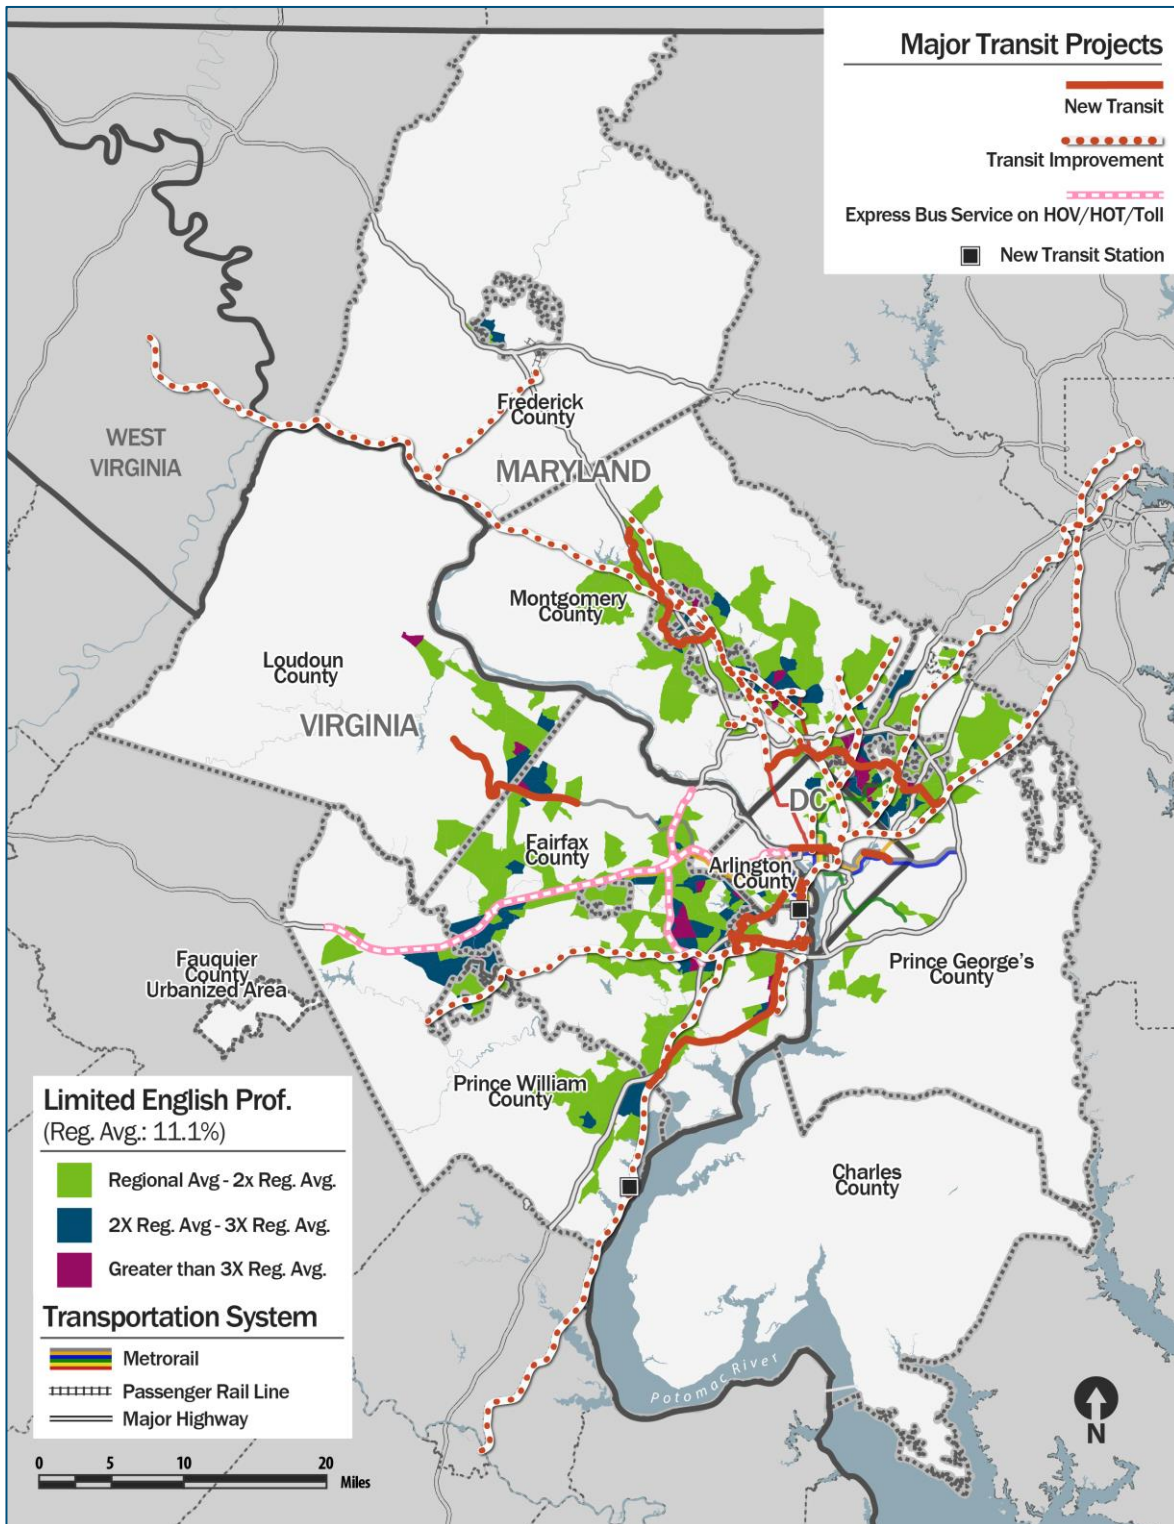 Major Transit Projects
New Transit
Transit Improvement
Express Bus Service on HOV/HOT/Toll
New Transit Station
Frederick
County
WEST
VIRGINIA
MARYLAND
Montgomery
County
Loudoun
County
VIRGINIA
DC
Fairfax
County
Arlington
County
Fauquier
County
Urbanized Area
Prince George's
County
Prince William
County
Charles
County
Potomac River
Limited English Prof.
(Reg. Avg.: 11.1%)
Regional Avg - 2x Reg. Avg.
2X Reg. Avg - 3X Reg. Avg.
Greater than 3X Reg. Avg.
Transportation System
Metrorail
Passenger Rail Line
Major Highway
0 5 10 20
Miles
N